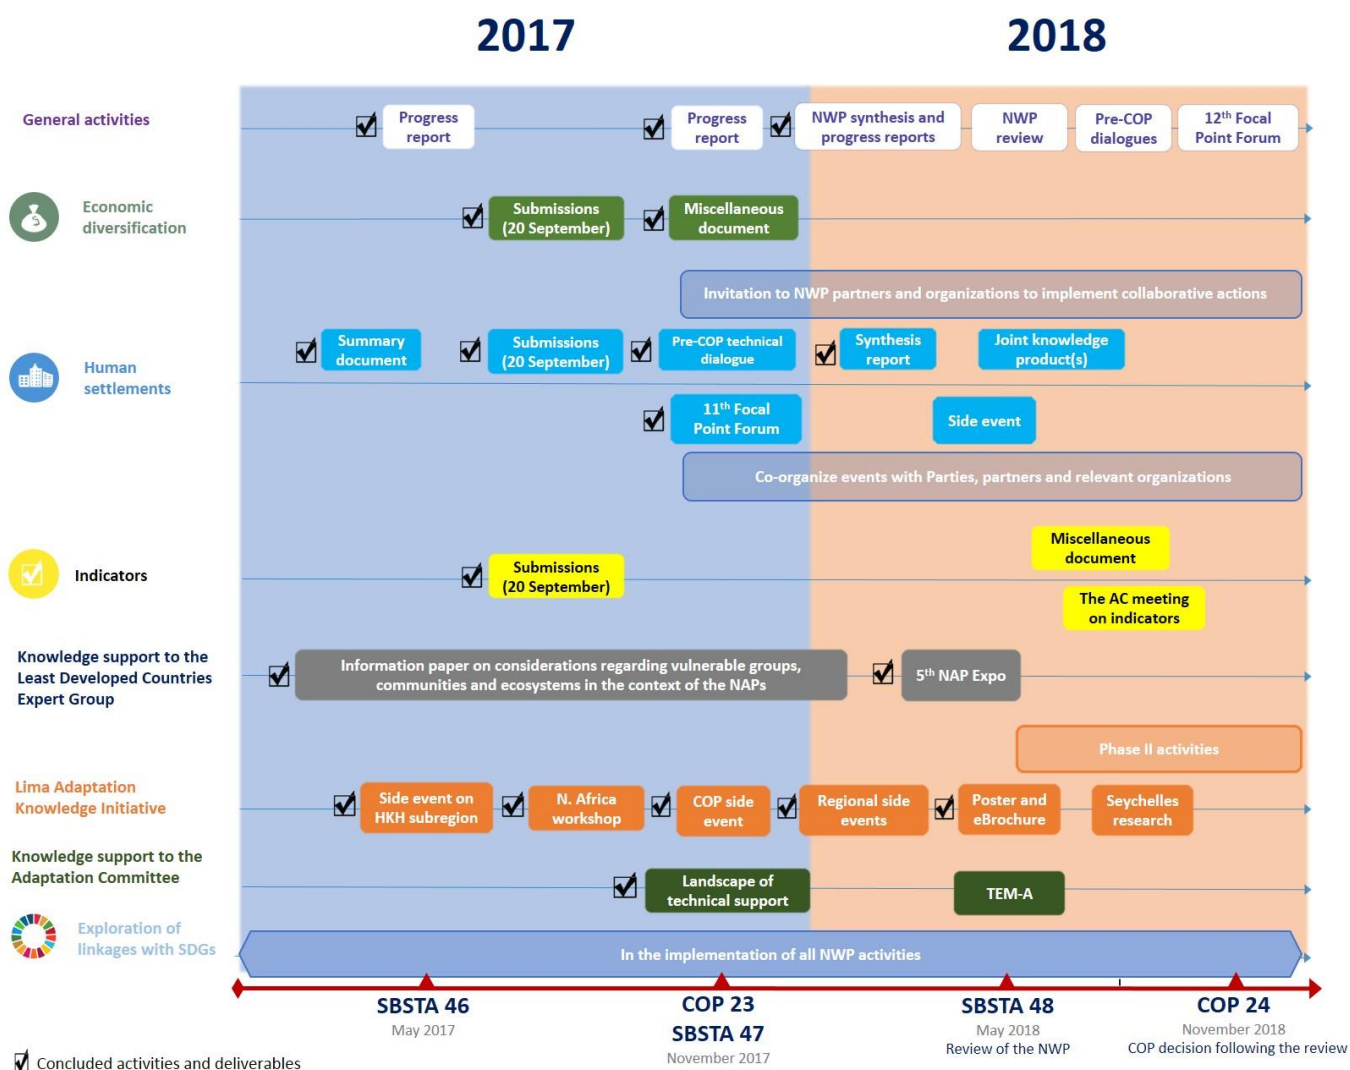 2017
2018
General activities
Progress
report
Progress
report
NWP synthesis and
progress reports
NWP
review
Pre-COP
dialogues
12th Focal
Point Forum
Economic
diversification
Submissions
(20 September)
Miscellaneous
document
Invitation to NWP partners and organizations to implement collaborative actions
Human
settlements
Summary
document
Submissions
(20 September)
Pre-COP technical
dialogue
Synthesis
report
Joint knowledge
product(s)
11th Focal
Point Forum
Side event
Co-organize events with Parties, partners and relevant organizations
Indicators
Submissions
(20 September)
Miscellaneous
document
The AC meeting
on indicators
Knowledge support to the
Least Developed Countries
Expert Group
Information paper on considerations regarding vulnerable groups,
communities and ecosystems in the context of the NAPs
5th NAP Expo
Phase II activities
Lima Adaptation
Knowledge Initiative
Side event on
HKH subregion
N. Africa
workshop
COP side
event
Regional side
events
Poster and
eBrochure
Seychelles
research
Knowledge support to the
Adaptation Committee
Landscape of
technical support
TEM-A
Exploration of
linkages with SDGs
In the implementation of all NWP activities
SBSTA 46
May 2017
COP 23
SBSTA 47
November 2017
SBSTA 48
May 2018
Review of the NWP
COP 24
November 2018
COP decision following the review
Concluded activities and deliverables